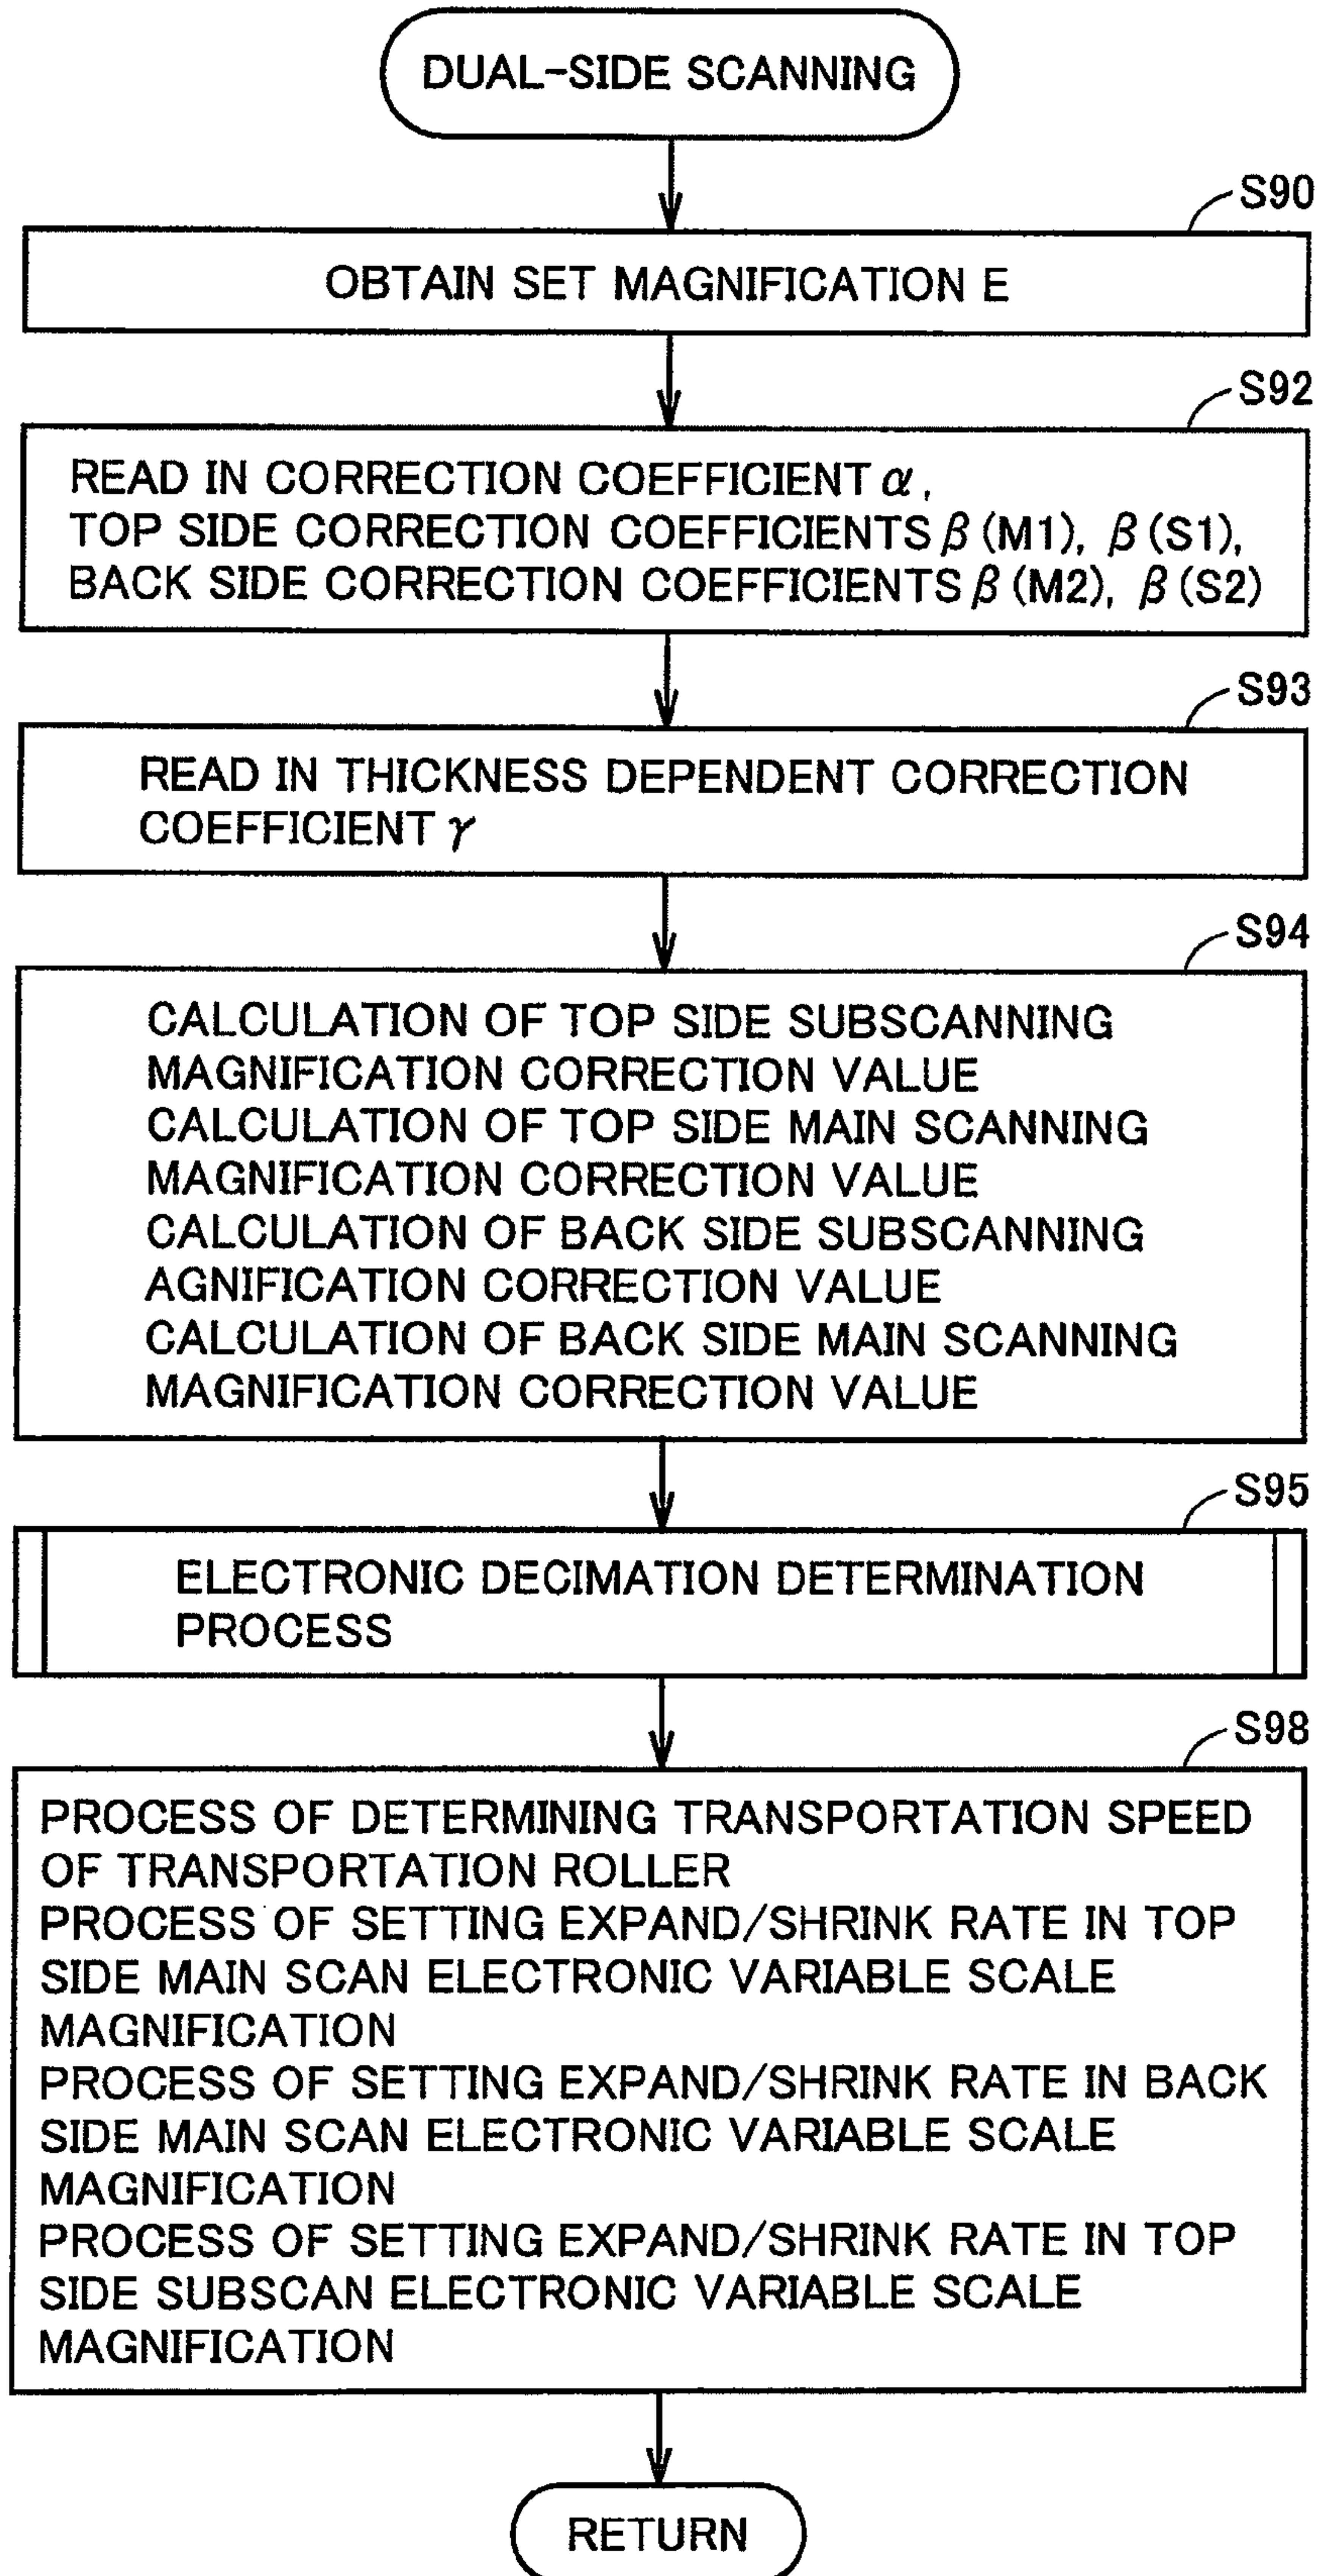 DUAL-SIDE SCANNING
S90
OBTAIN SET MAGNIFICATION E
S92
READ IN CORRECTION COEFFICIENT α,
TOP SIDE CORRECTION COEFFICIENTS β(M1), β(S1),
BACK SIDE CORRECTION COEFFICIENTS β(M2), β(S2)
S93
READ IN THICKNESS DEPENDENT CORRECTION
COEFFICIENT γ
S94
CALCULATION OF TOP SIDE SUBSCANNING
MAGNIFICATION CORRECTION VALUE
CALCULATION OF TOP SIDE MAIN SCANNING
MAGNIFICATION CORRECTION VALUE
CALCULATION OF BACK SIDE SUBSCANNING
AGNIFICATION CORRECTION VALUE
CALCULATION OF BACK SIDE MAIN SCANNING
MAGNIFICATION CORRECTION VALUE
S95
ELECTRONIC DECIMATION DETERMINATION
PROCESS
S98
PROCESS OF DETERMINING TRANSPORTATION SPEED
OF TRANSPORTATION ROLLER
PROCESS OF SETTING EXPAND/SHRINK RATE IN TOP
SIDE MAIN SCAN ELECTRONIC VARIABLE SCALE
MAGNIFICATION
PROCESS OF SETTING EXPAND/SHRINK RATE IN BACK
SIDE MAIN SCAN ELECTRONIC VARIABLE SCALE
MAGNIFICATION
PROCESS OF SETTING EXPAND/SHRINK RATE IN TOP
SIDE SUBSCAN ELECTRONIC VARIABLE SCALE
MAGNIFICATION
RETURN